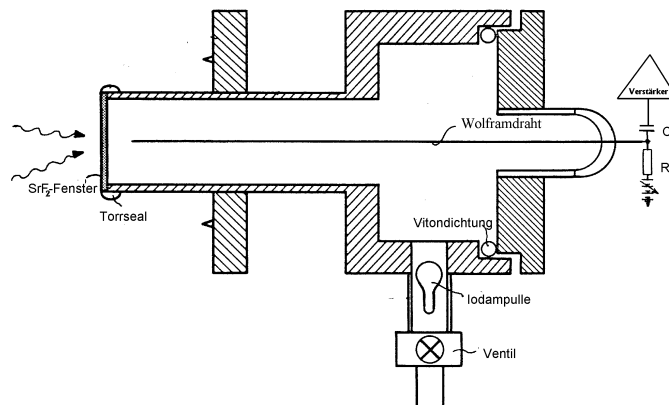 Verstärker
C
Wolframdraht
R
SrF2-Fenster
Torrseal
Vitondichtung
Iodampulle
Ventil